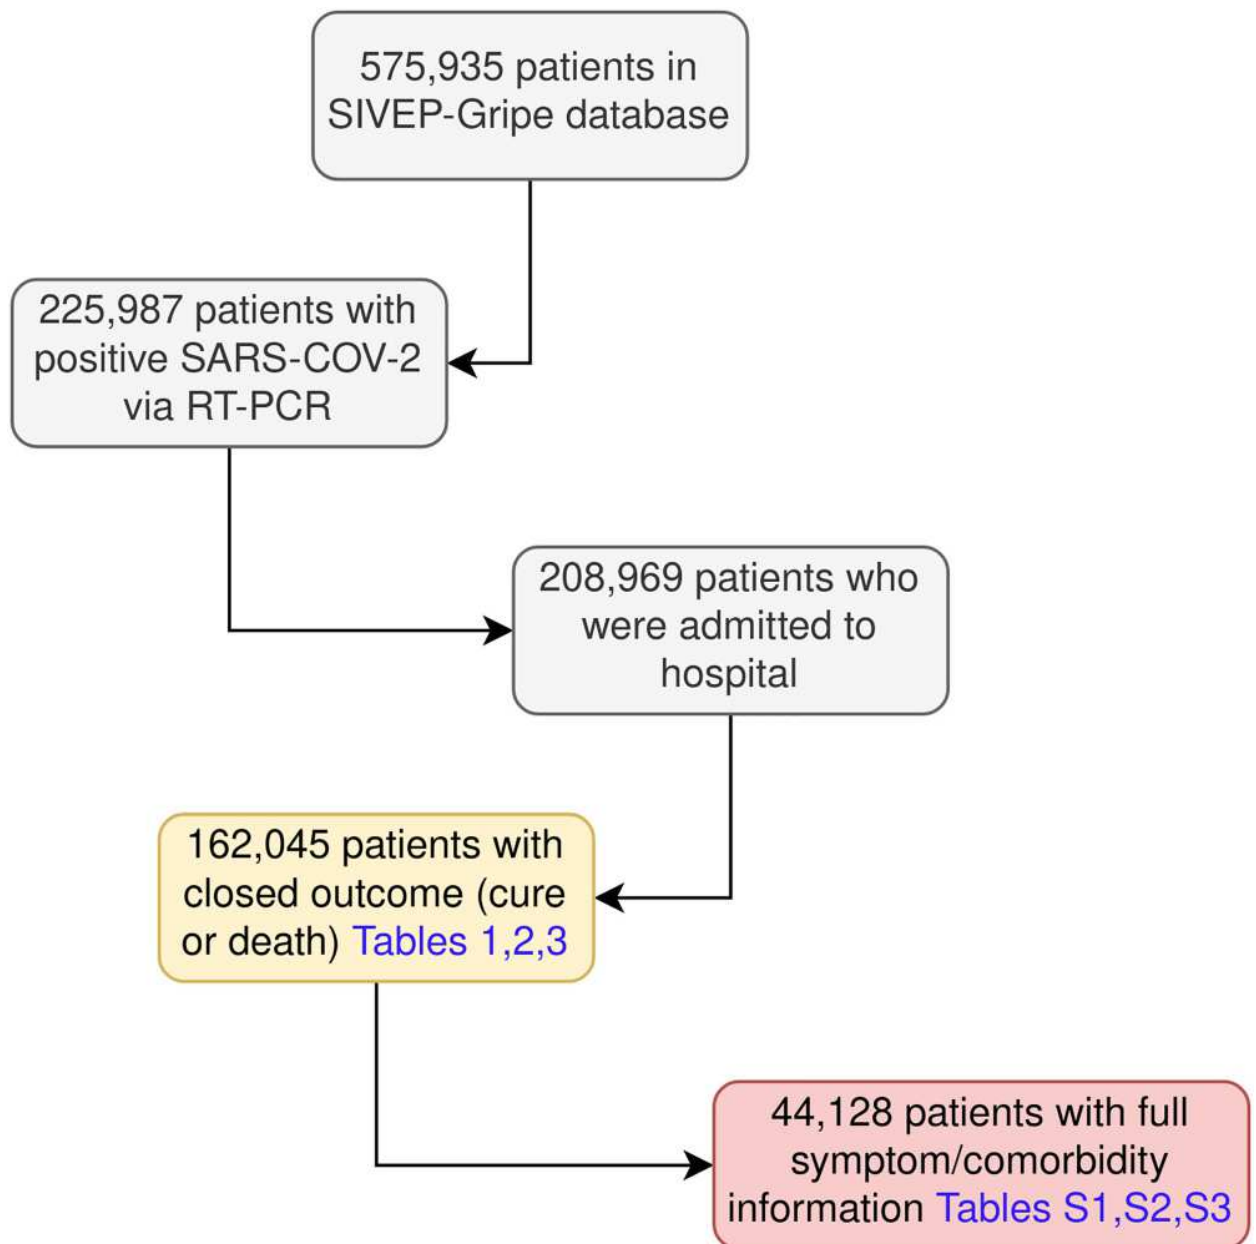 575,935 patients in
SIVEP-Gripe database
225,987 patients with
positive SARS-COV-2
via RT-PCR
208,969 patients who
were admitted to
hospital
162,045 patients with
closed outcome (cure
or death) Tables 1,2,3
44,128 patients with full
symptom/comorbidity
information Tables S1,S2,S3